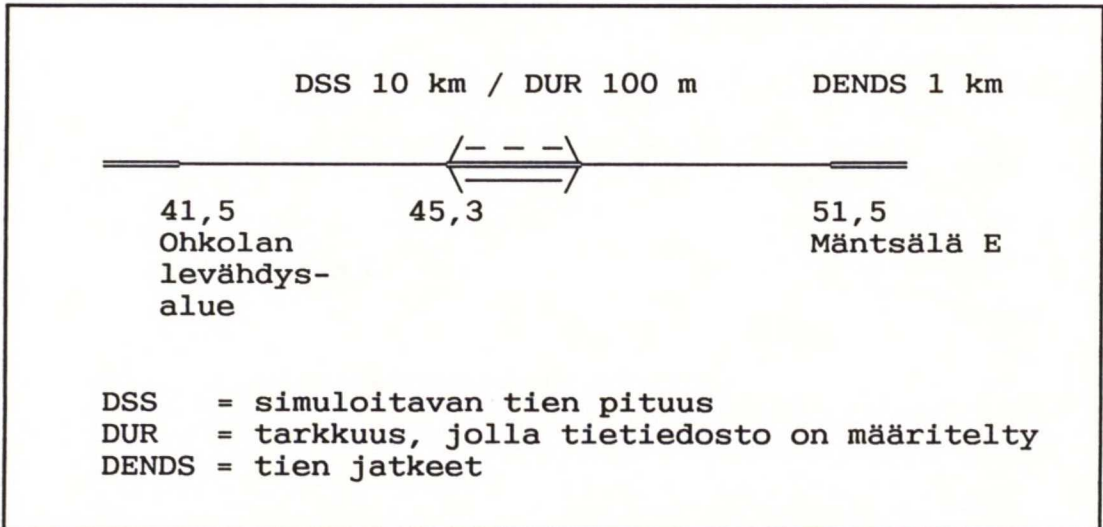 DSS 10 km / DUR 100 m DENDS 1 km
41,5 45,3 51,5
Ohkolan Mäntsälä E
levähdys-
alue
DSS = simuloitavan tien pituus
DUR = tarkkuus, jolla tietiedosto on määritelty
DENDS = tien jatkeet